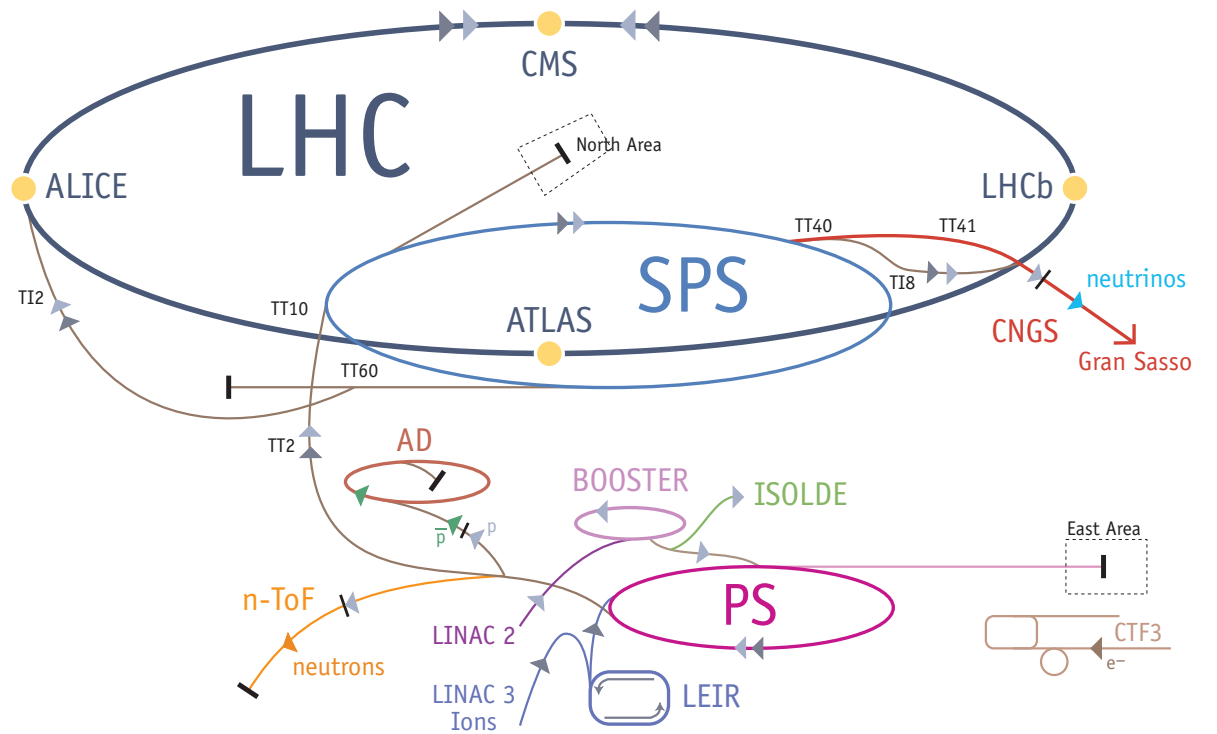 CMS
LHC
North Area
ALICE
LHCb
TT40
TT41
SPS
TI8
neutrinos
TI2
TT10
ATLAS
CNGS
Gran Sasso
TT60
TT2
AD
BOOSTER
ISOLDE
p
p̅
East Area
n-ToF
PS
LINAC 2
CTF3
e−
neutrons
LINAC 3
Ions
LEIR